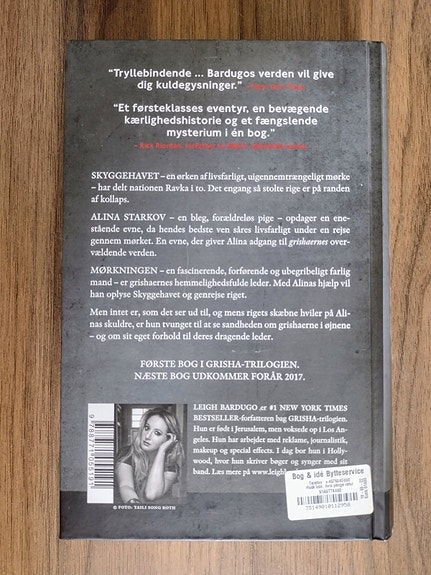 “Tryllebindende ... Bardugos verden vil give
dig kuldegysninger.” –
“Et førsteklasses eventyr, en bevægende
kærlighedshistorie og et fængslende
mysterium i én bog.”
– Rick Riordan,
SKYGGEHAVET – en ørken af livsfarligt, uigennemtrængeligt mørke
– har delt nationen Ravka i to. Det engang så stolte rige er på randen
af kollaps.
ALINA STARKOV – en bleg, forældreløs pige – opdager en ene-
stående evne, da hendes bedste ven såres livsfarligt under en rejse
gennem mørket. En evne, der giver Alina adgang til grishaernes over-
vældende verden.
MØRKNINGEN – en fascinerende, forførende og ubegribeligt farlig
mand – er grishaernes hemmelighedsfulde leder. Med Alinas hjælp vil
han oplyse Skyggehavet og genrejse riget.
Men intet er, som det ser ud til, og mens rigets skæbne hviler på Ali-
nas skuldre, er hun tvunget til at se sandheden om grishaerne i øjnene
– og om sit eget forhold til deres dragende leder.
FØRSTE BOG I GRISHA-TRILOGIEN.
NÆSTE BOG UDKOMMER FORÅR 2017.
LEIGH BARDUGO er #1 NEW YORK TIMES
BESTSELLER-forfatteren bag GRISHA-trilogien.
Hun er født i Jerusalem, men voksede op i Los An-
geles. Hun har arbejdet med reklame, journalistik,
makeup og special effects. I dag bor hun i Holly-
wood, hvor hun skriver bøger og synger med sit
band. Læs mere på www.leigh
© FOTO: TAILI SONG ROTH
9788771055191
Bog & idé Bytteservice